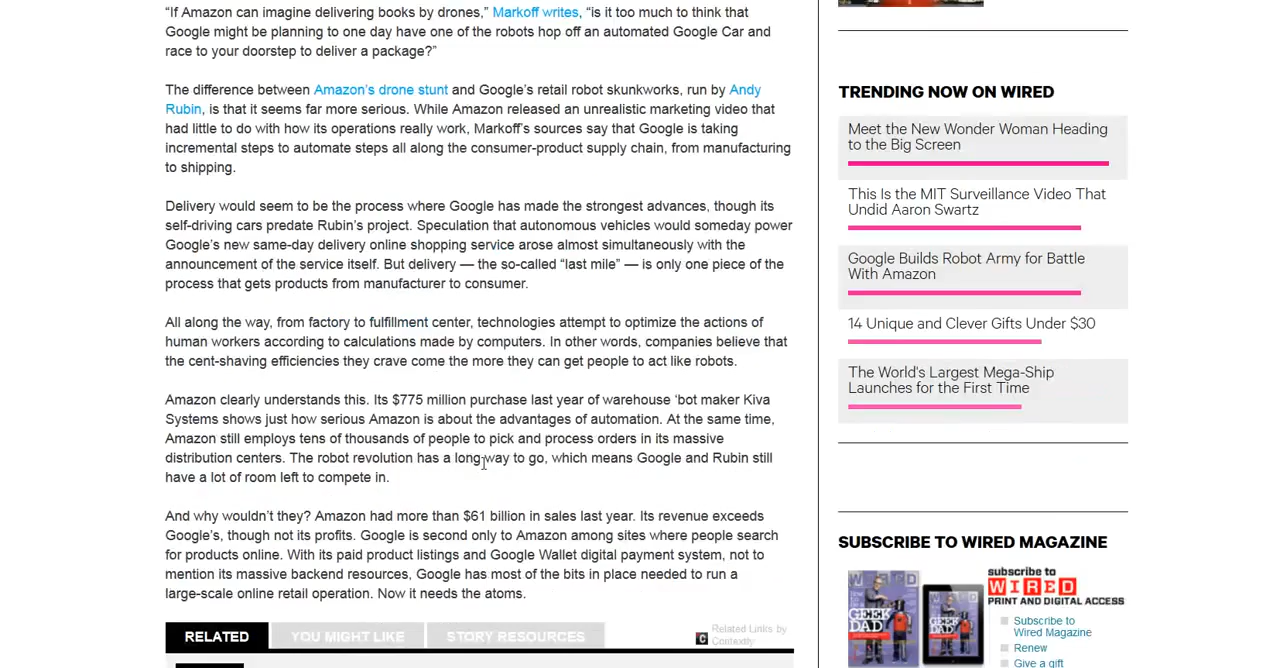 “If Amazon can imagine delivering books by drones,” Markoff writes, “is it too much to think that
Google might be planning to one day have one of the robots hop off an automated Google Car and
race to your doorstep to deliver a package?”
The difference between Amazon’s drone stunt and Google’s retail robot skunkworks, run by Andy
Rubin, is that it seems far more serious. While Amazon released an unrealistic marketing video that
had little to do with how its operations really work, Markoff’s sources say that Google is taking
incremental steps to automate steps all along the consumer-product supply chain, from manufacturing
to shipping.
Delivery would seem to be the process where Google has made the strongest advances, though its
self-driving cars predate Rubin’s project. Speculation that autonomous vehicles would someday power
Google’s new same-day delivery online shopping service arose almost simultaneously with the
announcement of the service itself. But delivery — the so-called “last mile” — is only one piece of the
process that gets products from manufacturer to consumer.
All along the way, from factory to fulfillment center, technologies attempt to optimize the actions of
human workers according to calculations made by computers. In other words, companies believe that
the cent-shaving efficiencies they crave come the more they can get people to act like robots.
Amazon clearly understands this. Its $775 million purchase last year of warehouse ‘bot maker Kiva
Systems shows just how serious Amazon is about the advantages of automation. At the same time,
Amazon still employs tens of thousands of people to pick and process orders in its massive
distribution centers. The robot revolution has a long way to go, which means Google and Rubin still
have a lot of room left to compete in.
And why wouldn’t they? Amazon had more than $61 billion in sales last year. Its revenue exceeds
Google’s, though not its profits. Google is second only to Amazon among sites where people search
for products online. With its paid product listings and Google Wallet digital payment system, not to
mention its massive backend resources, Google has most of the bits in place needed to run a
large-scale online retail operation. Now it needs the atoms.
RELATED
YOU MIGHT LIKE
STORY RESOURCES
C
Related Links by
Contextly
TRENDING NOW ON WIRED
Meet the New Wonder Woman Heading
to the Big Screen
This Is the MIT Surveillance Video That
Undid Aaron Swartz
Google Builds Robot Army for Battle
With Amazon
14 Unique and Clever Gifts Under $30
The World's Largest Mega-Ship
Launches for the First Time
SUBSCRIBE TO WIRED MAGAZINE
WIRED
GEEK
DAD
GEEK
DAD
subscribe to
WIRED
PRINT AND DIGITAL ACCESS
Subscribe to
Wired Magazine
Renew
Give a gift